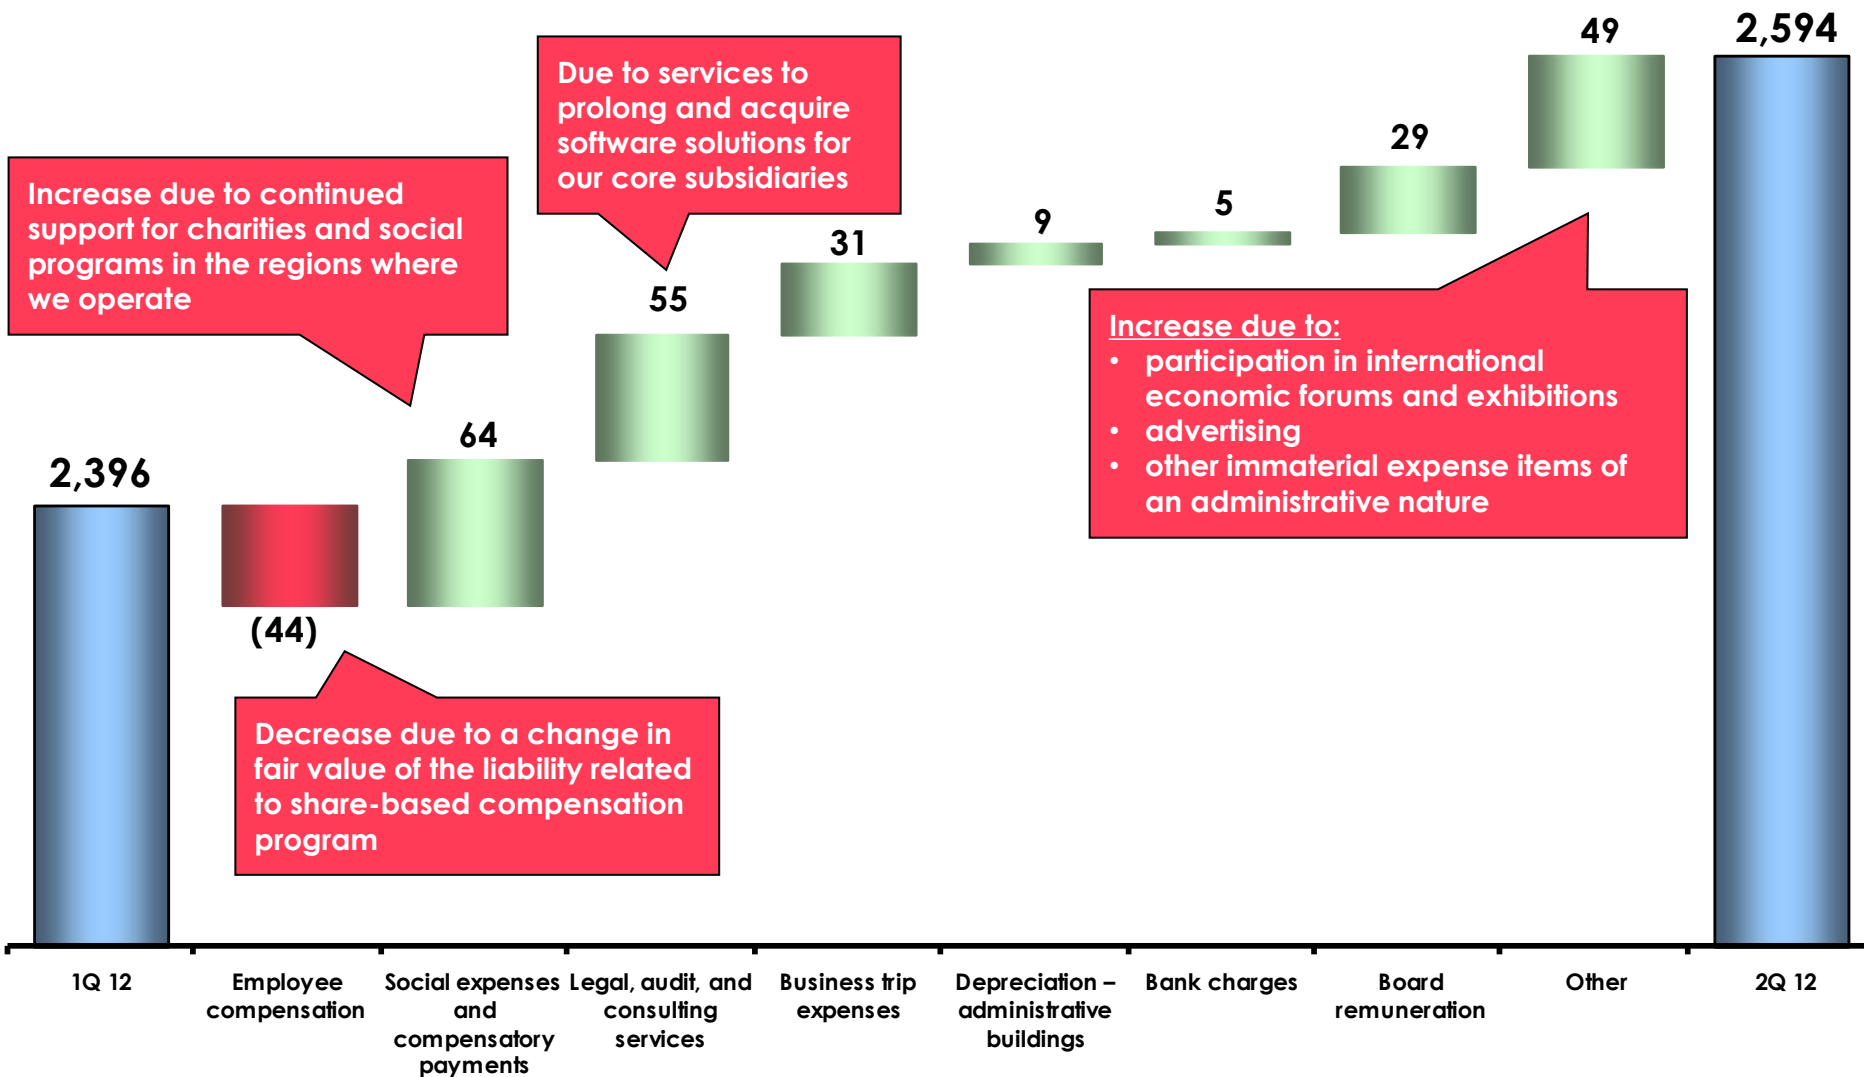 49
2,594
Due to services to
prolong and acquire
software solutions for
our core subsidiaries
29
Increase due to continued
support for charities and social
programs in the regions where
we operate
5
9
31
55
Increase due to:
• participation in international
economic forums and exhibitions
• advertising
• other immaterial expense items of
an administrative nature
64
2,396
(44)
Decrease due to a change in
fair value of the liability related
to share-based compensation
program
1Q 12
Employee
compensation
Social expenses
and
compensatory
payments
Legal, audit, and
consulting
services
Business trip
expenses
Depreciation –
administrative
buildings
Bank charges
Board
remuneration
Other
2Q 12